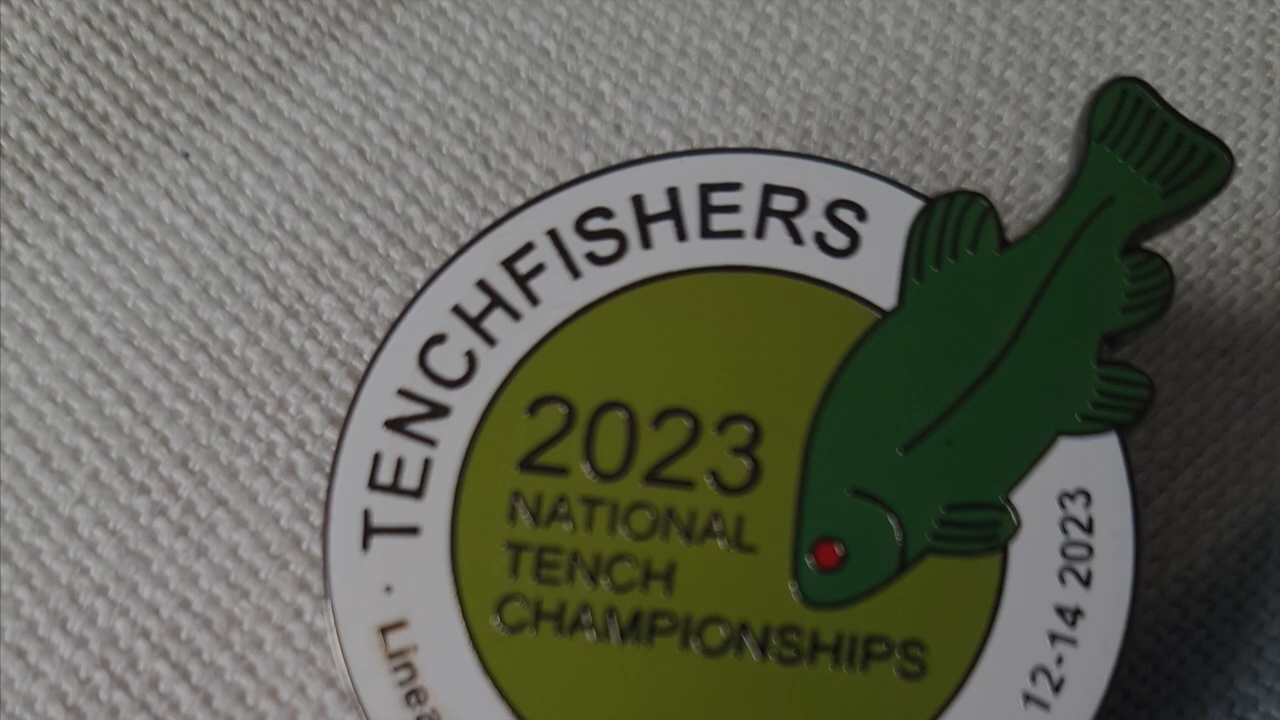 TENCHFISHERS
2023
NATIONAL
TENCH
CHAMPIONSHIPS
12-14 2023